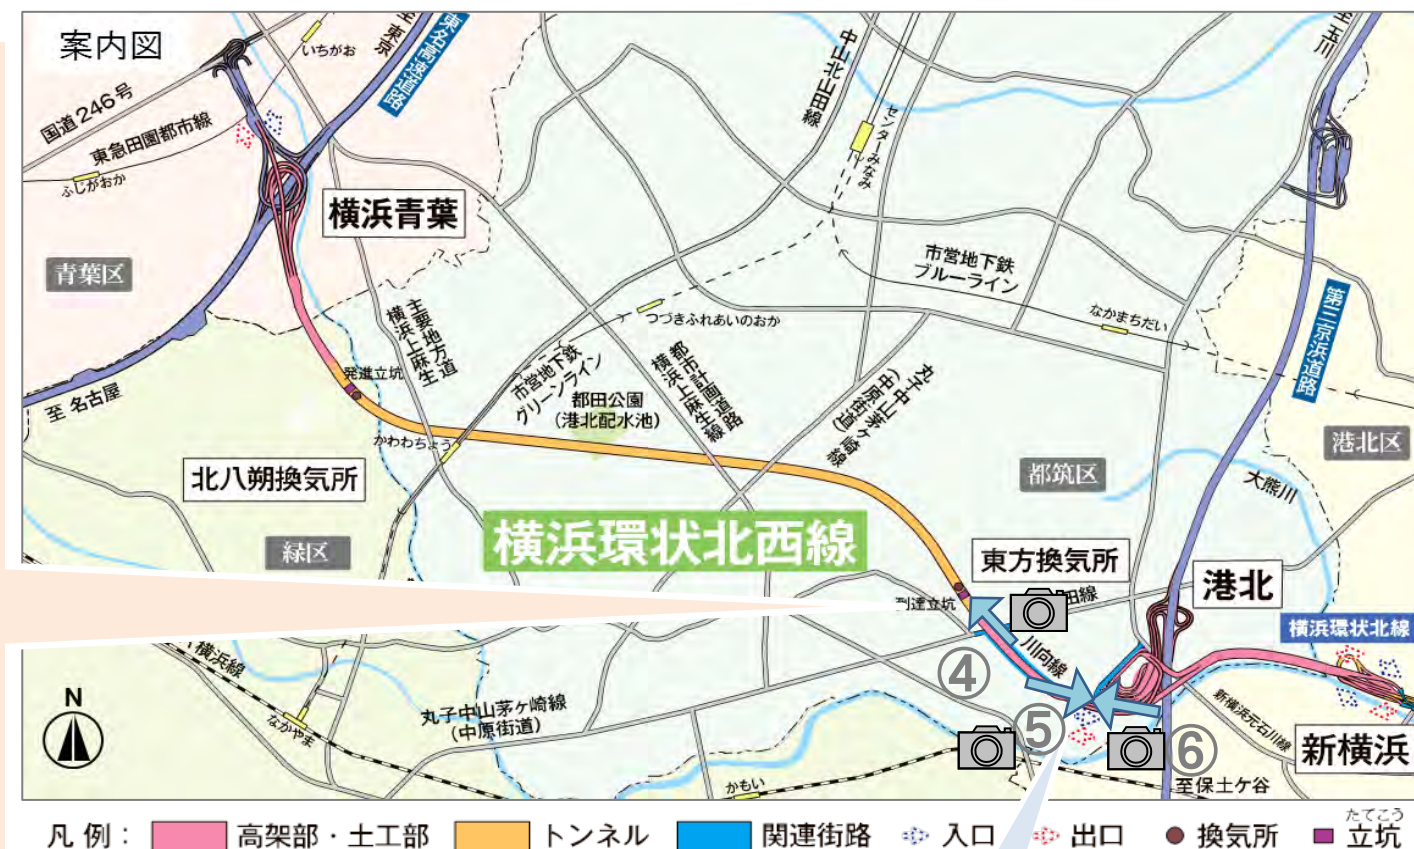 案内図
国道246号
東急田園都市線
ふじがおか
いちがお
至 東京
東名高速道路
横浜青葉
青葉区
至 名古屋
中山北山田線
センターみなみ
至 玉川
市営地下鉄
ブルーライン
なかまちだい
第三京浜道路
港北区
大熊川
都筑区
主要地方道
横浜上麻生
発進立坑
かわわちょう
市営地下鉄
グリーンライン
つづきふれあいのおか
都田公園
(港北配水池)
都市計画道路
横浜上麻生線
丸子中山茅ケ崎線
(中原街道)
北八朔換気所
緑区
横浜環状北西線
東方換気所
到達立坑
田線
川向線
港北
横浜環状北線
④
⑤
⑥
新横浜元石川線
新横浜
至保土ケ谷
横浜線
なかやま
丸子中山茅ヶ崎線
(中原街道)
かもい
N
凡 例 :
高架部・土工部
トンネル
関連街路
入口
出口
換気所
たてこう
立坑